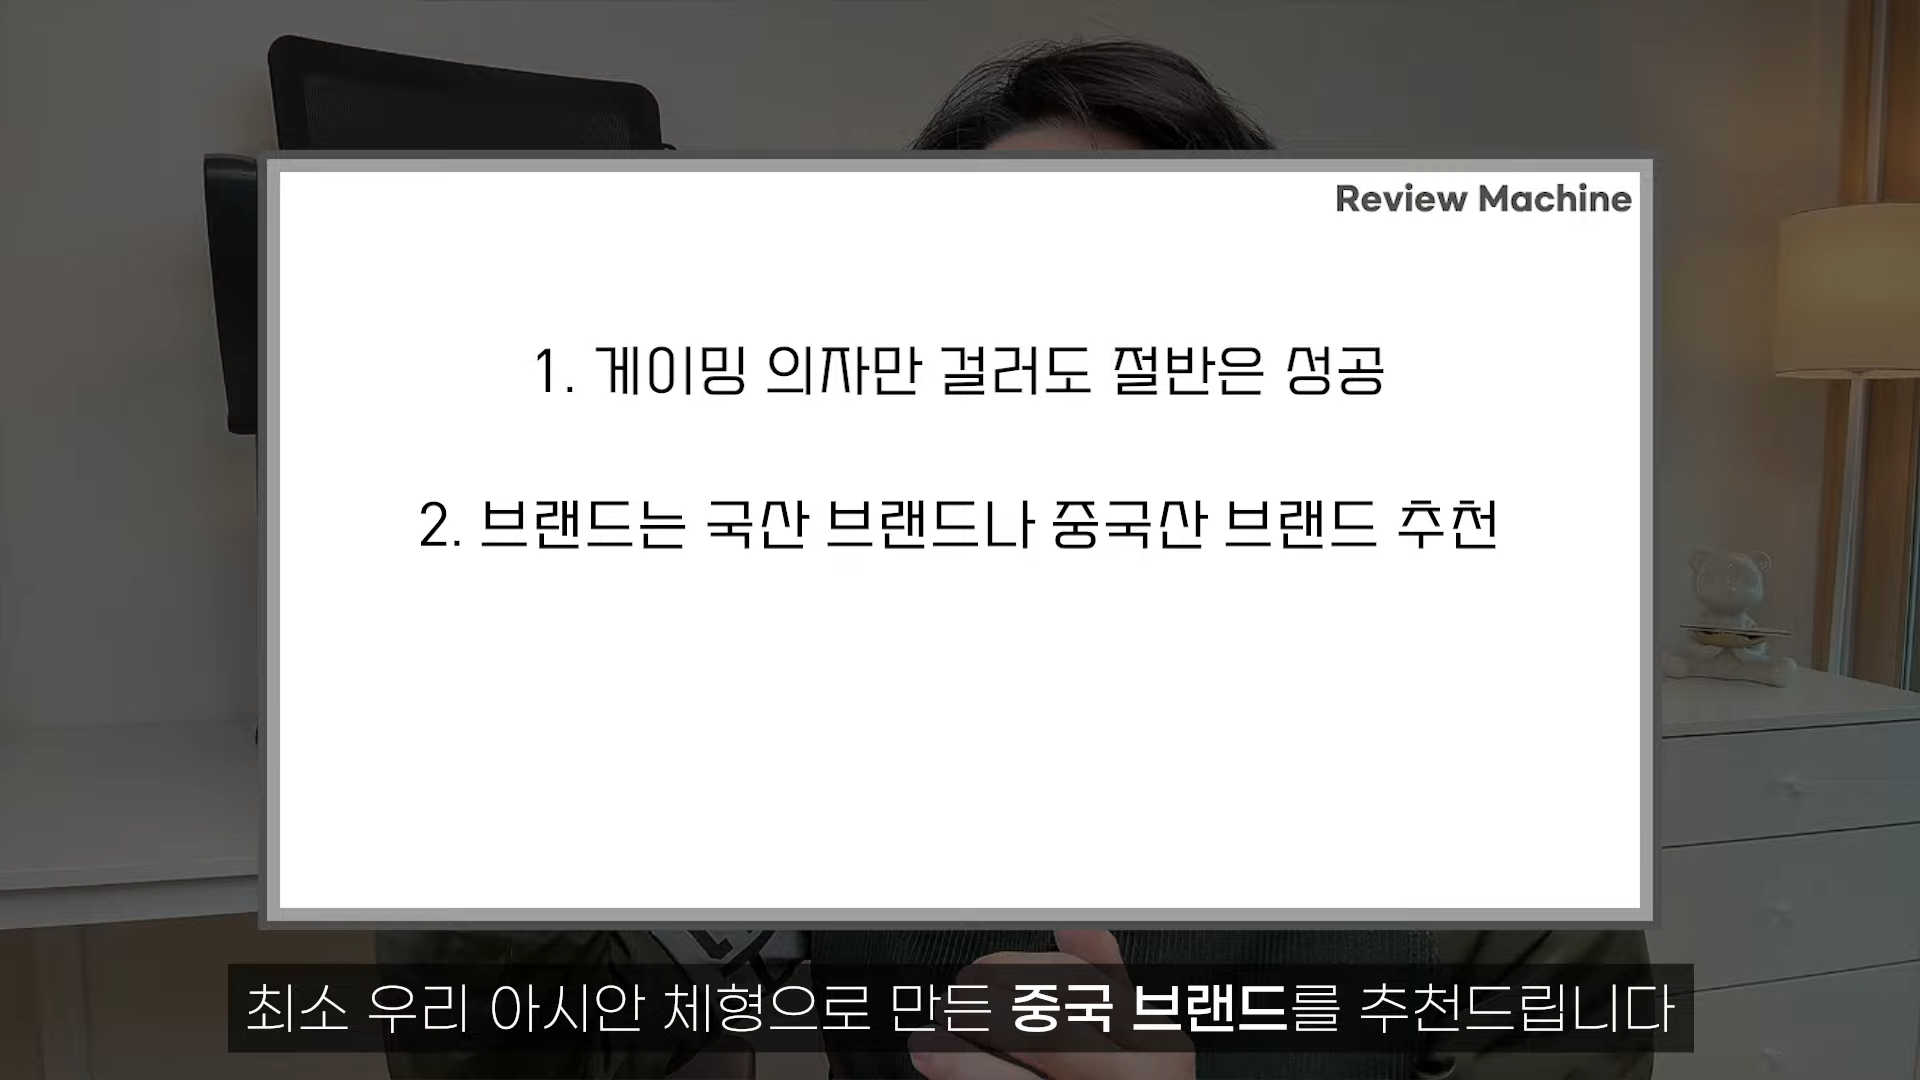 Review Machine
1. 게이밍 의자만 걸러도 절반은 성공
2. 브랜드는 국산 브랜드나 중국산 브랜드 추천
최소 우리 아시안 체형으로 만든 중국 브랜드를 추천드립니다